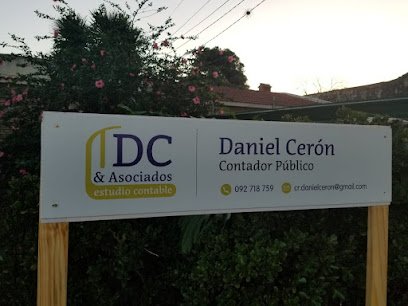 DC
& Asociados
estudio contable
Daniel Cerón
Contador Público
092 718 759 cr.danielceron@gmail.com